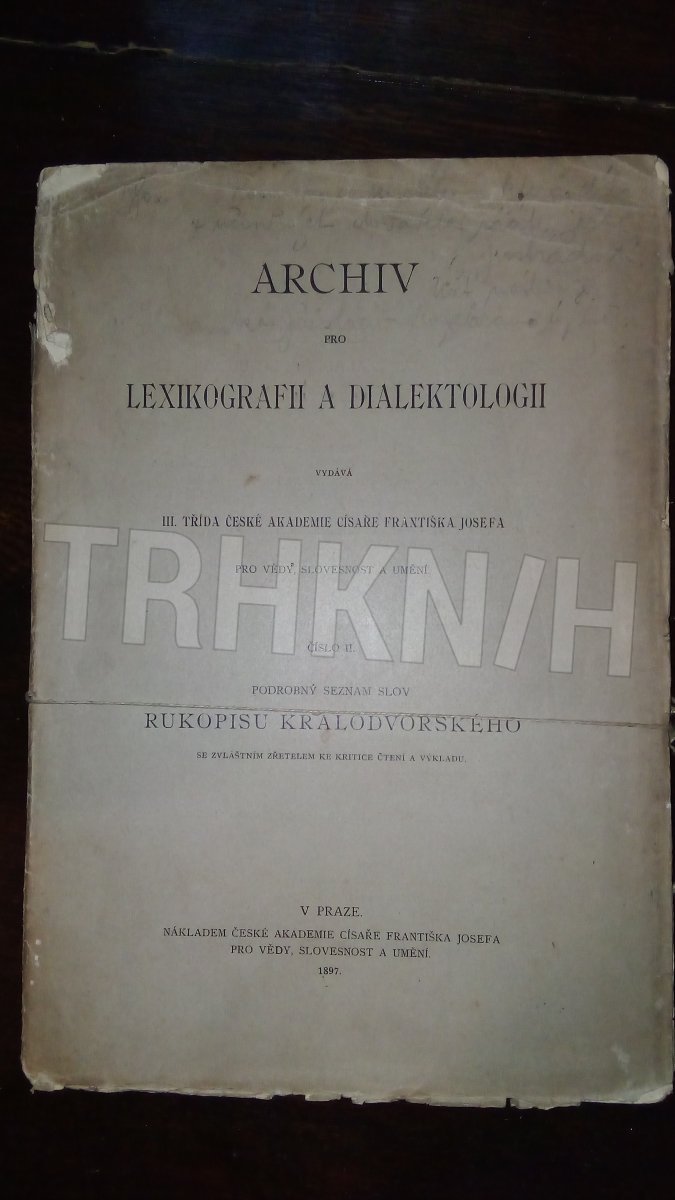 ARCHIV
PRO
LEXIKOGRAFII A DIALEKTOLOGII
VYDÁVÁ
III. TŘÍDA ČESKÉ AKADEMIE CÍSAŘE FRANTIŠKA JOSEFA
PRO VĚDY, SLOVESNOST A UMĚNÍ.
TRHKN/H
ČÍSLO II.
PODROBNÝ SEZNAM SLOV
RUKOPISU KRALODVORSKÉHO
SE ZVLÁŠTNÍM ZŘETELEM KE KRITICE ČTENÍ A VÝKLADU.
V PRAZE.
NÁKLADEM ČESKÉ AKADEMIE CÍSAŘE FRANTIŠKA JOSEFA
PRO VĚDY, SLOVESNOST A UMĚNÍ.
1897.